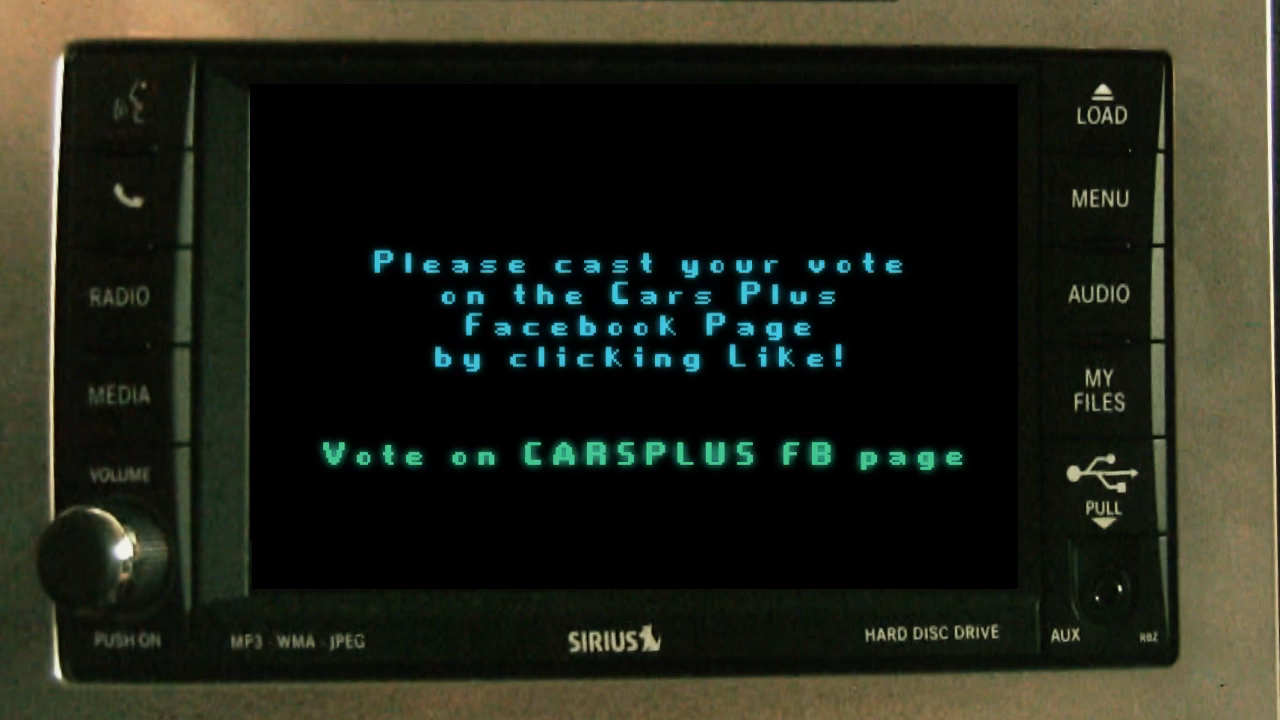 LOAD
MENU
RADIO
AUDIO
MEDIA
MY
FILES
VOLUME
PULL
PUSH ON
MP3 WMA JPEG
SIRIUS
HARD DISC DRIVE
AUX
RBZ
Please cast your vote
on the Cars Plus
Facebook Page
by clicking Like!
Vote on CARSPLUS FB page